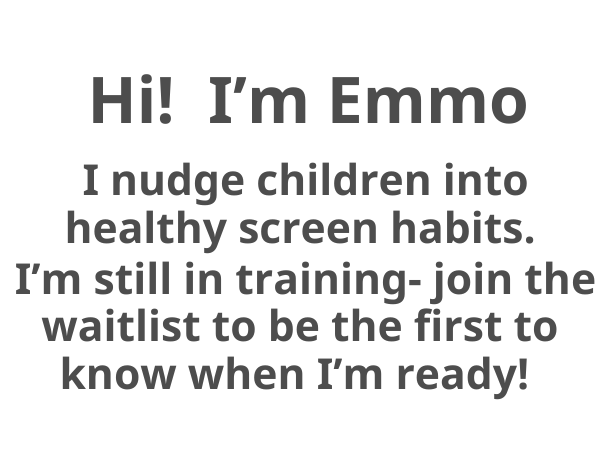 Hi!  I’m Emmo
I nudge children into
healthy screen habits.
I’m still in training- join the
waitlist to be the first to
know when I’m ready!